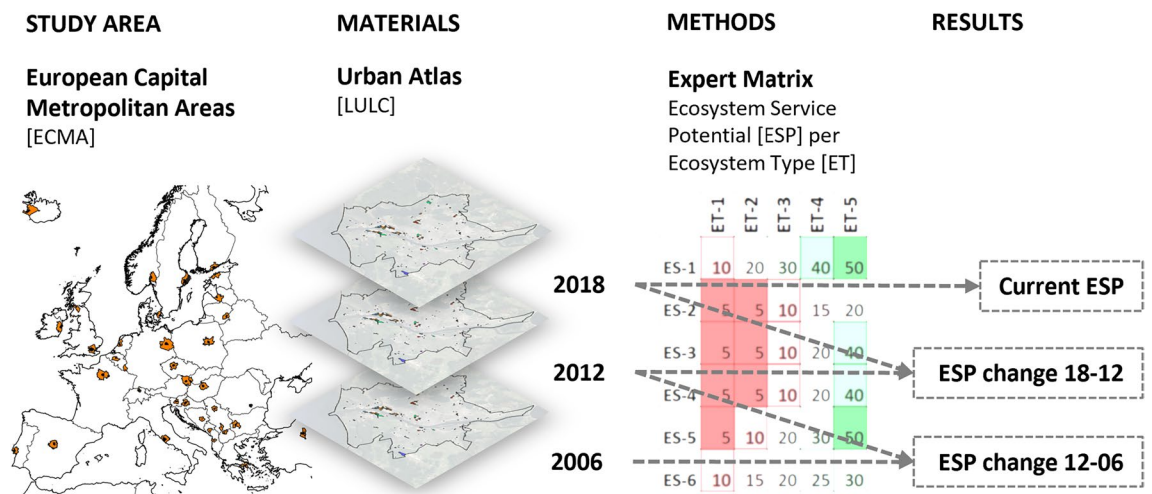 STUDY AREA
European Capital
Metropolitan Areas
[ECMA]
MATERIALS
Urban Atlas
[LULC]
2018
2012
2006
METHODS
Expert Matrix
Ecosystem Service
Potential [ESP] per
Ecosystem Type [ET]
ET-1 ET-2 ET-3 ET-4 ET-5
ES-1 10 20 30 40 50
ES-2 5 5 10 15 20
ES-3 5 5 10 20 40
ES-4 5 5 10 20 40
ES-5 5 10 20 30 50
ES-6 10 15 20 25 30
RESULTS
Current ESP
ESP change 18-12
ESP change 12-06